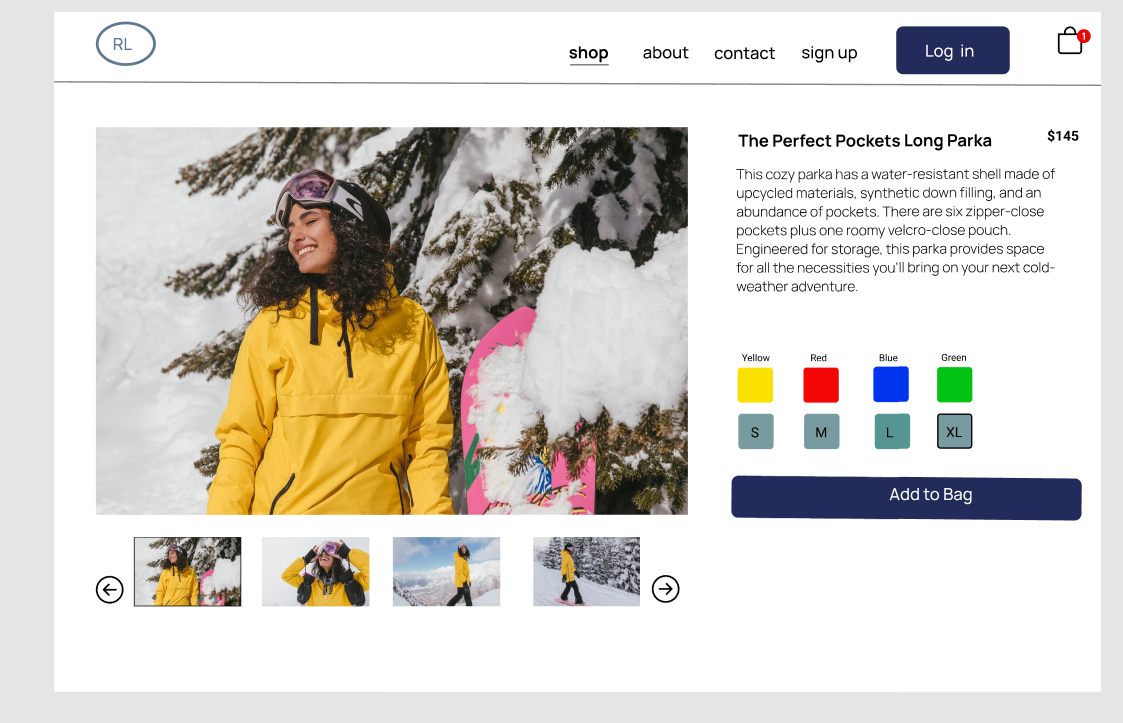 RL
shop
about
contact
sign up
Log in
1
The Perfect Pockets Long Parka
$145
This cozy parka has a water-resistant shell made of
upcycled materials, synthetic down filling, and an
abundance of pockets. There are six zipper-close
pockets plus one roomy velcro-close pouch.
Engineered for storage, this parka provides space
for all the necessities you'll bring on your next cold-
weather adventure.
Yellow
Red
Blue
Green
S
M
L
XL
Add to Bag